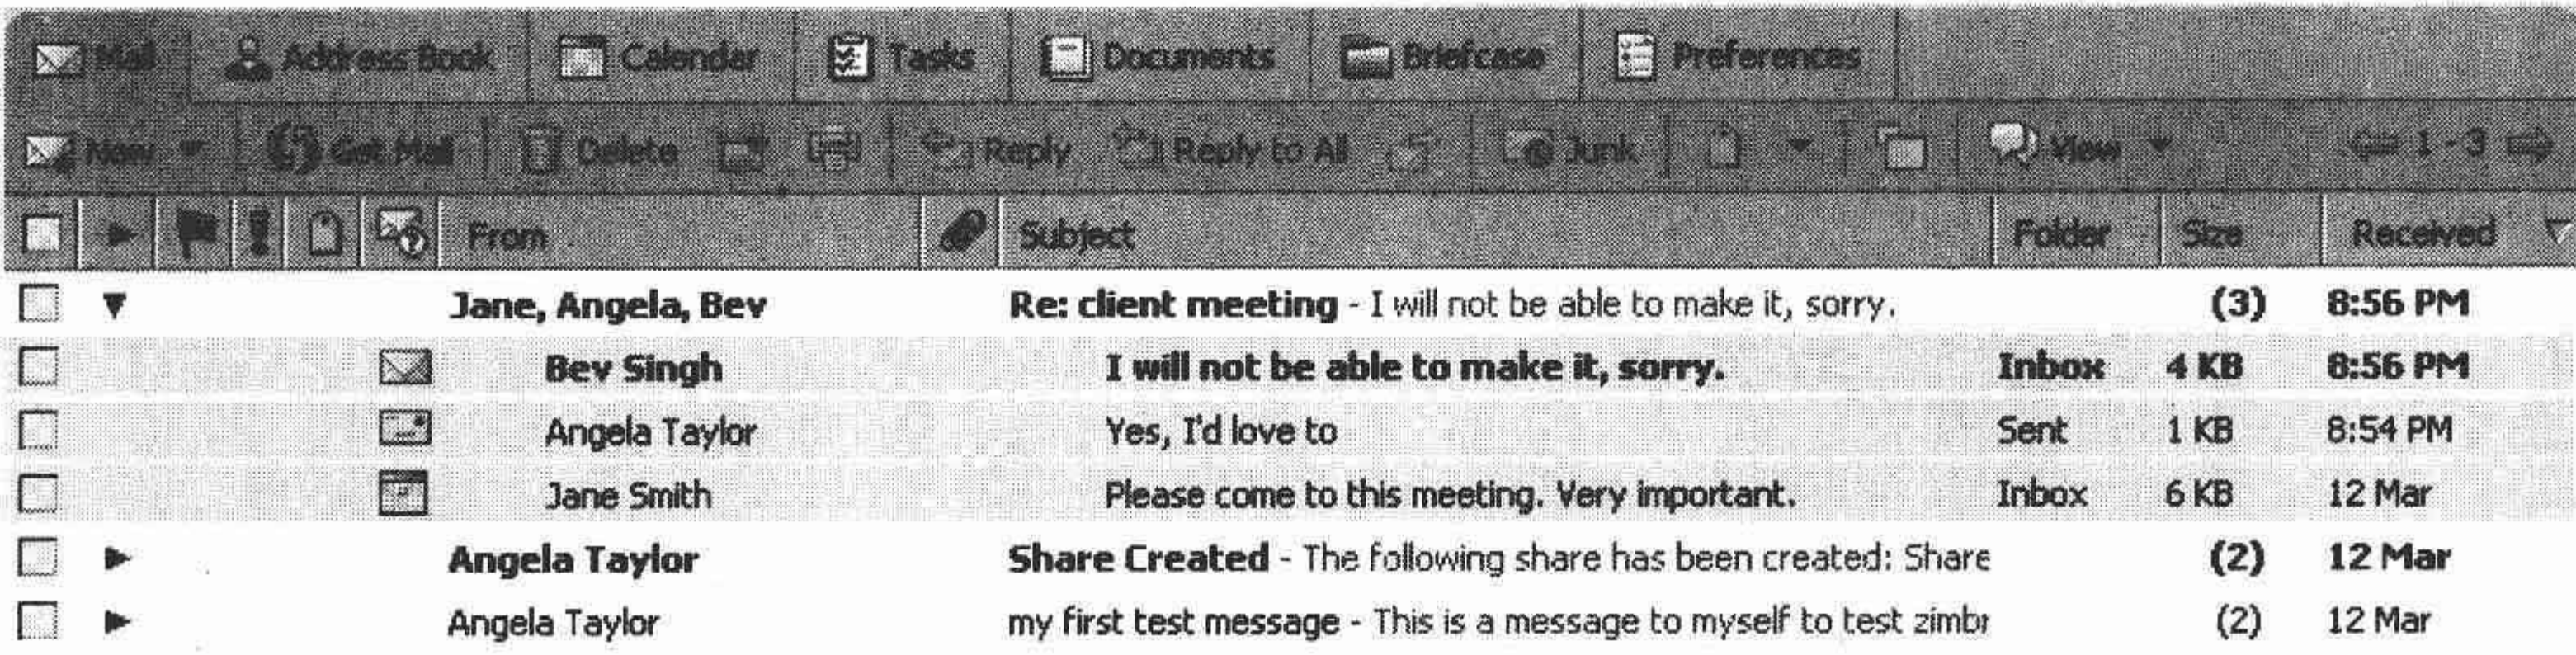 Mail Address Book Calendar Tasks Documents Briefcase Preferences
New Get Mail Delete Reply Reply to All Junk View 1 - 3
From Subject Folder Size Received
Jane, Angela, Bev Re: client meeting - I will not be able to make it, sorry. (3) 8:56 PM
Bev Singh I will not be able to make it, sorry. Inbox 4 KB 8:56 PM
Angela Taylor Yes, I'd love to Sent 1 KB 8:54 PM
Jane Smith Please come to this meeting. Very important. Inbox 6 KB 12 Mar
Angela Taylor Share Created - The following share has been created: Share (2) 12 Mar
Angela Taylor my first test message - This is a message to myself to test zimbr (2) 12 Mar